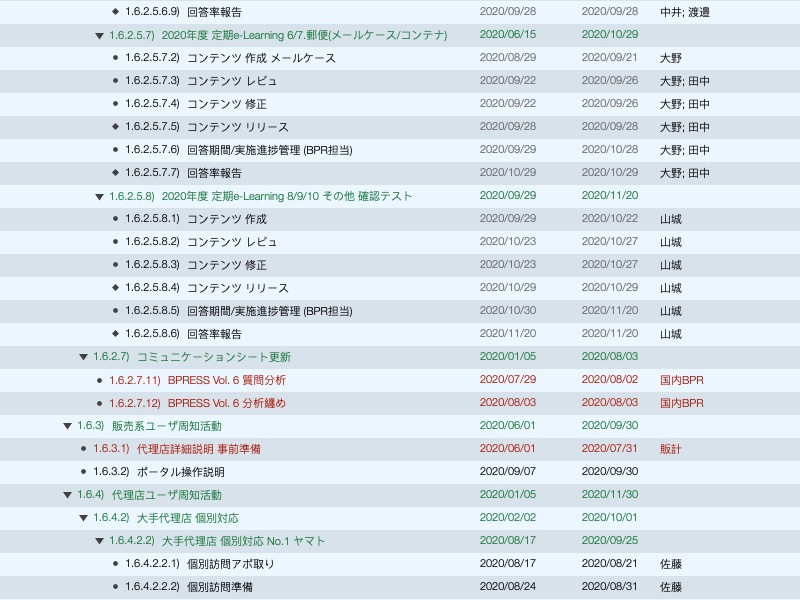 1.6.2.5.6.9) 回答率報告 2020/09/28 2020/09/28 中井; 渡邉
1.6.2.5.7) 2020年度 定期e-Learning 6/7.郵便(メールケース/コンテナ) 2020/06/15 2020/10/29
1.6.2.5.7.2) コンテンツ 作成 メールケース 2020/08/29 2020/09/21 大野
1.6.2.5.7.3) コンテンツ レビュ 2020/09/22 2020/09/26 大野; 田中
1.6.2.5.7.4) コンテンツ 修正 2020/09/22 2020/09/26 大野; 田中
1.6.2.5.7.5) コンテンツ リリース 2020/09/28 2020/09/28 大野; 田中
1.6.2.5.7.6) 回答期間/実施進捗管理 (BPR担当) 2020/09/29 2020/10/28 大野; 田中
1.6.2.5.7.7) 回答率報告 2020/10/29 2020/10/29 大野; 田中
1.6.2.5.8) 2020年度 定期e-Learning 8/9/10 その他 確認テスト 2020/09/29 2020/11/20
1.6.2.5.8.1) コンテンツ 作成 2020/09/29 2020/10/22 山城
1.6.2.5.8.2) コンテンツ レビュ 2020/10/23 2020/10/27 山城
1.6.2.5.8.3) コンテンツ 修正 2020/10/23 2020/10/27 山城
1.6.2.5.8.4) コンテンツ リリース 2020/10/29 2020/10/29 山城
1.6.2.5.8.5) 回答期間/実施進捗管理 (BPR担当) 2020/10/30 2020/11/20 山城
1.6.2.5.8.6) 回答率報告 2020/11/20 2020/11/20 山城
1.6.2.7) コミュニケーションシート更新 2020/01/05 2020/08/03
1.6.2.7.11) BPRESS Vol. 6 質問分析 2020/07/29 2020/08/02 国内BPR
1.6.2.7.12) BPRESS Vol. 6 分析纏め 2020/08/03 2020/08/03 国内BPR
1.6.3) 販売系ユーザ周知活動 2020/06/01 2020/09/30
1.6.3.1) 代理店詳細説明 事前準備 2020/06/01 2020/07/31 販計
1.6.3.2) ポータル操作説明 2020/09/07 2020/09/30
1.6.4) 代理店ユーザ周知活動 2020/01/05 2020/11/30
1.6.4.2) 大手代理店 個別対応 2020/02/02 2020/10/01
1.6.4.2.2) 大手代理店 個別対応 No.1 ヤマト 2020/08/17 2020/09/25
1.6.4.2.2.1) 個別訪問アポ取り 2020/08/17 2020/08/21 佐藤
1.6.4.2.2.2) 個別訪問準備 2020/08/24 2020/08/31 佐藤